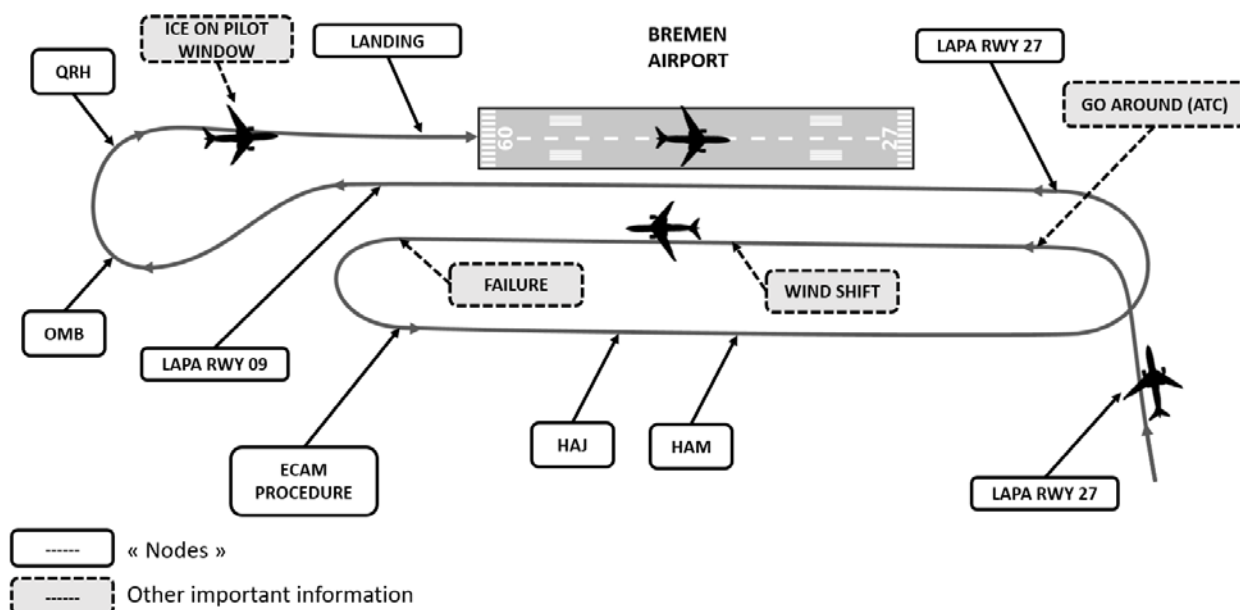 ICE ON PILOT
WINDOW
LANDING
BREMEN
AIRPORT
LAPA RWY 27
QRH
GO AROUND (ATC)
09
27
FAILURE
WIND SHIFT
OMB
LAPA RWY 09
HAJ
HAM
ECAM
PROCEDURE
LAPA RWY 27
------ « Nodes »
------ Other important information